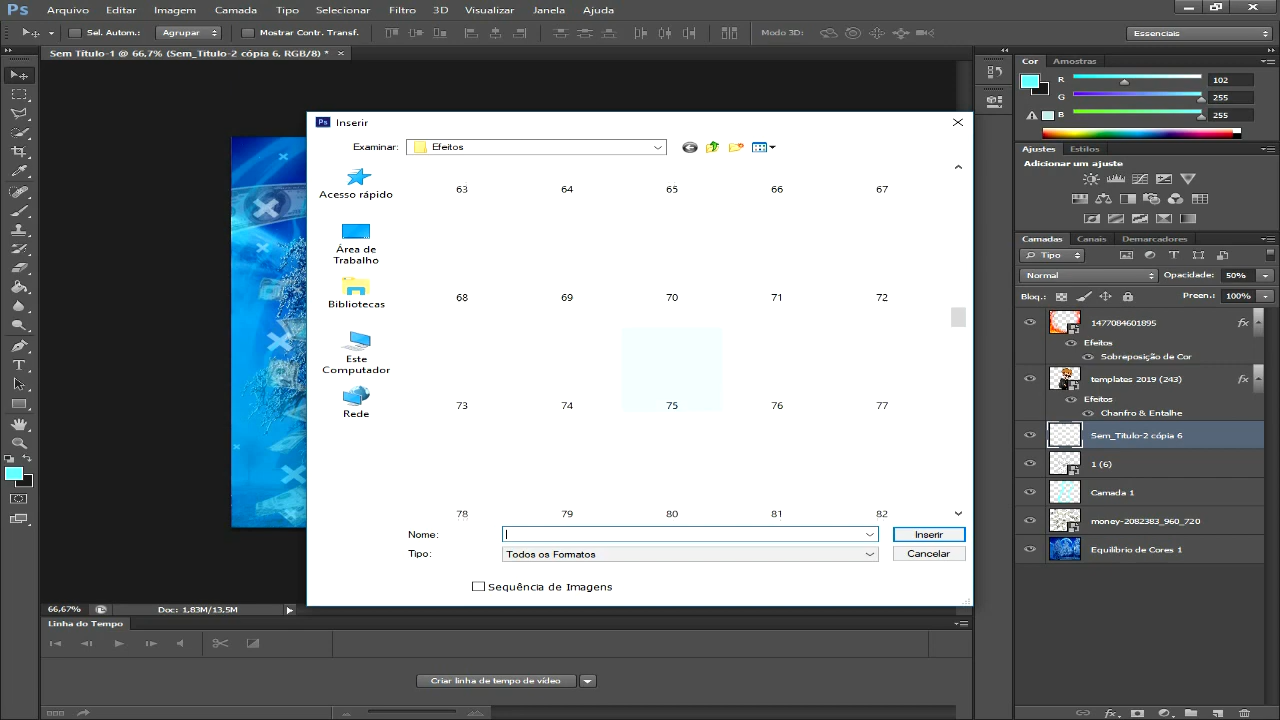 Ps Arquivo Editar Imagem Camada Tipo Selecionar Filtro 3D Visualizar Janela Ajuda
Sel. Autom.: Agrupar Mostrar Contr. Transf. Modo 3D: Essenciais
Sem Título-1 @ 66,7% (Sem_Titulo-2 cópia 6, RGB/8) * ×
Cor Amostras
R 102
G 255
B 255
Ajustes Estilos
Adicionar um ajuste
Camadas Canais Demarcadores
Tipo
Normal Opacidade: 50%
Bloq.: Preen.: 100%
1477084601895 fx
Efeitos
Sobreposição de Cor
templates 2019 (243) fx
Efeitos
Chanfro & Entalhe
Sem_Titulo-2 cópia 6
1 (6)
Camada 1
money-2082383_960_720
Equilíbrio de Cores 1
Ps Inserir
Examinar: Efeitos
Acesso rápido
Área de
Trabalho
Bibliotecas
Este
Computador
Rede
63 64 65 66 67
68 69 70 71 72
73 74 75 76 77
78 79 80 81 82
Nome: Inserir
Tipo: Todos os Formatos Cancelar
Sequência de Imagens
66,67% Doc: 1,83M/13,5M
Linha do Tempo
Criar linha de tempo de vídeo
fx